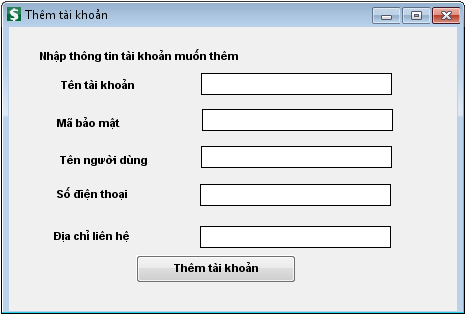 Thêm tài khoản
Nhập thông tin tài khoản muốn thêm
Tên tài khoản
Mã bảo mật
Tên người dùng
Số điện thoại
Địa chỉ liên hệ
Thêm tài khoản